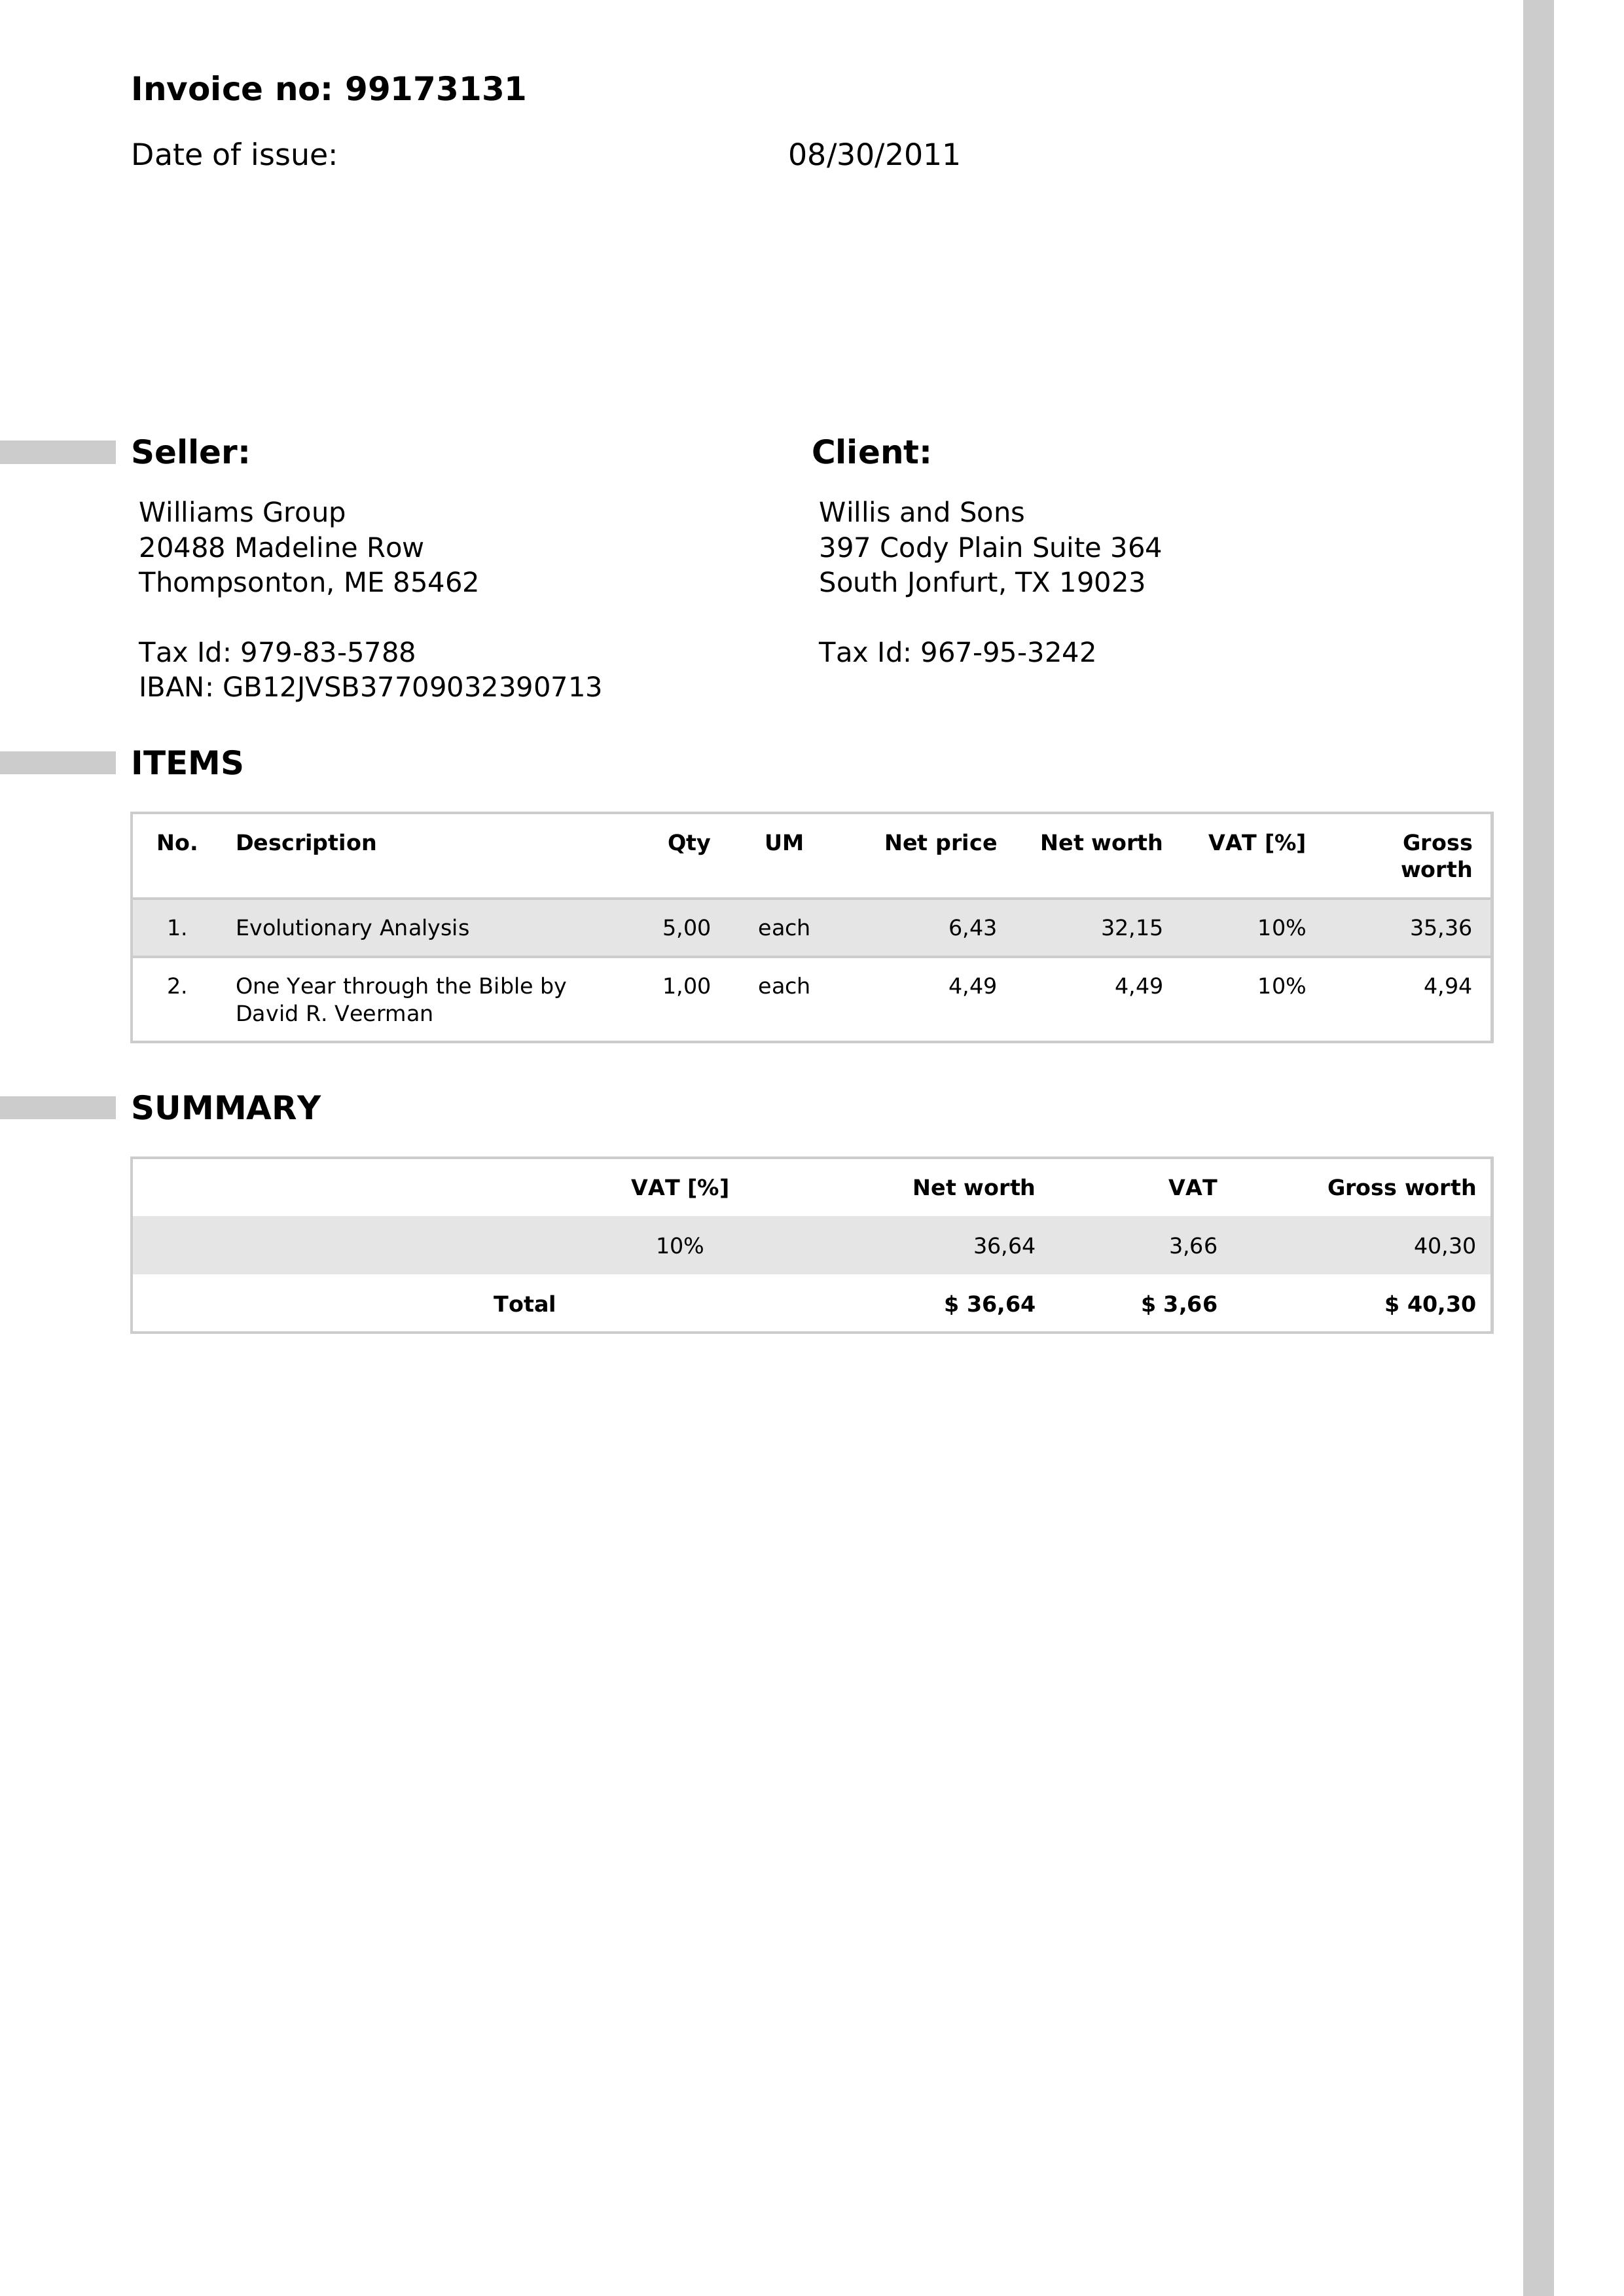 Invoice no: 99173131
Date of issue: 08/30/2011
Seller:
Williams Group
20488 Madeline Row
Thompsonton, ME 85462
Tax Id: 979-83-5788
IBAN: GB12JVSB37709032390713
Client:
Willis and Sons
397 Cody Plain Suite 364
South Jonfurt, TX 19023
Tax Id: 967-95-3242
ITEMS
No. Description Qty UM Net price Net worth VAT [%] Gross
worth
1. Evolutionary Analysis 5,00 each 6,43 32,15 10% 35,36
2. One Year through the Bible by 1,00 each 4,49 4,49 10% 4,94
David R. Veerman
SUMMARY
VAT [%] Net worth VAT Gross worth
10% 36,64 3,66 40,30
Total $ 36,64 $ 3,66 $ 40,30